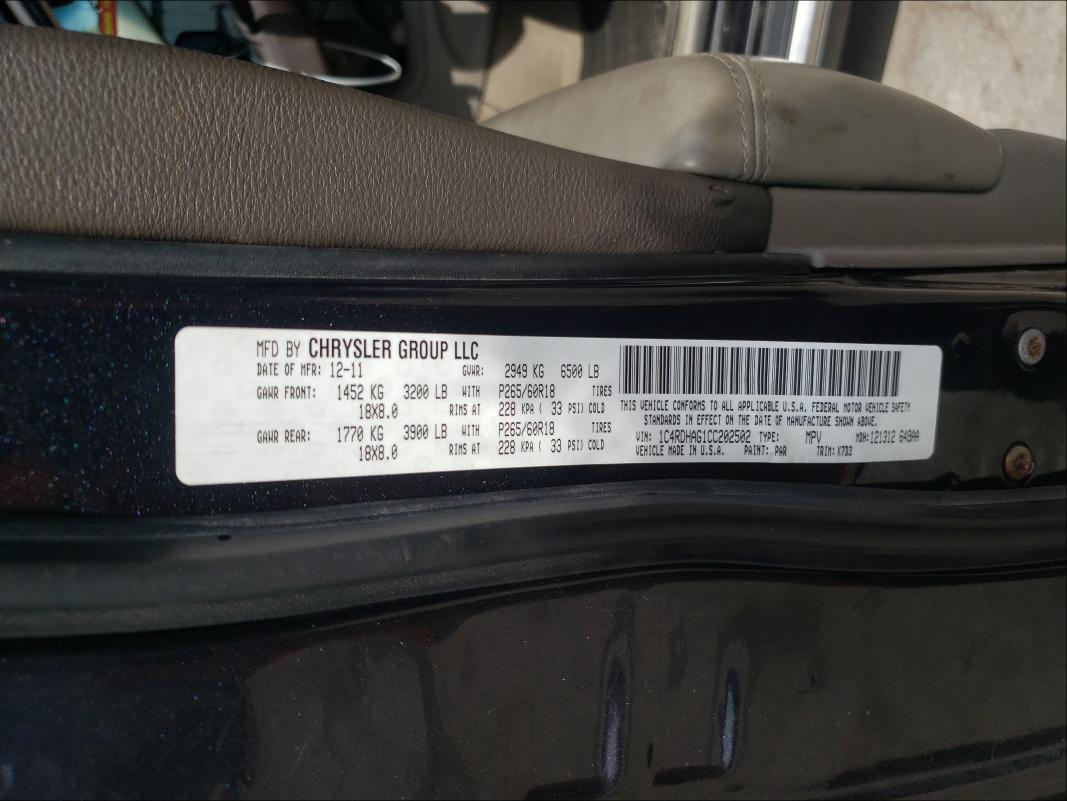 MFD BY CHRYSLER GROUP LLC
DATE OF MFR: 12-11 GVWR: 2949 KG 6500 LB
GAWR FRONT: 1452 KG 3200 LB WITH P265/60R18 TIRES
18X8.0 RIMS AT 228 KPA ( 33 PSI) COLD
GAWR REAR: 1770 KG 3900 LB WITH P265/60R18 TIRES
18X8.0 RIMS AT 228 KPA ( 33 PSI) COLD
THIS VEHICLE CONFORMS TO ALL APPLICABLE U.S.A. FEDERAL MOTOR VEHICLE SAFETY
STANDARDS IN EFFECT ON THE DATE OF MANUFACTURE SHOWN ABOVE.
VIN: 1C4RDHAG1CC202502 TYPE: MPV MDH: 121312 649AA
VEHICLE MADE IN U.S.A. PAINT: PAR TRIM: K7D3